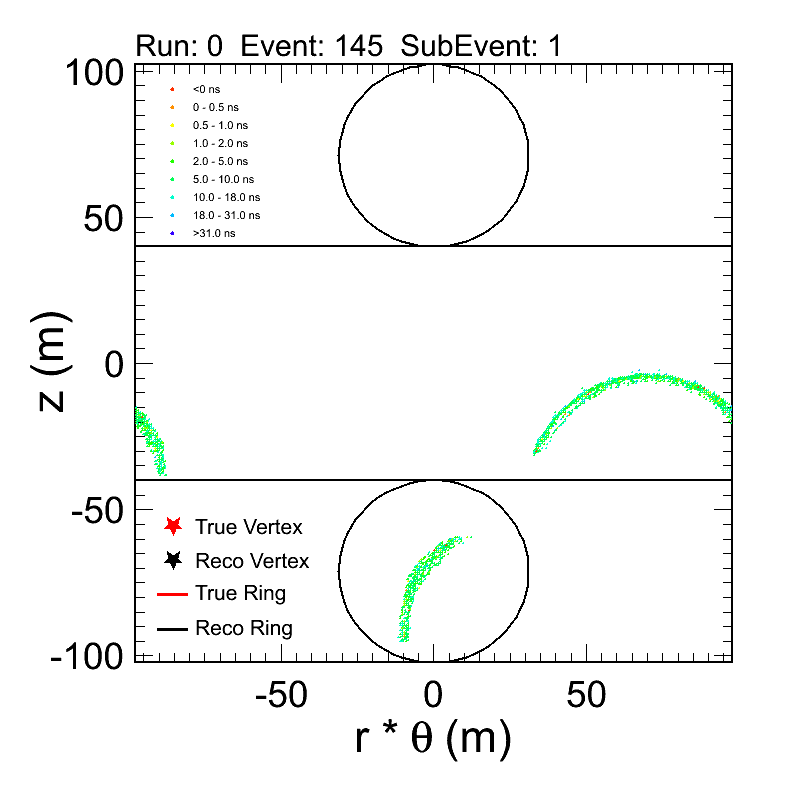 Run: 0 Event: 145 SubEvent: 1
100
<0 ns
0 - 0.5 ns
0.5 - 1.0 ns
1.0 - 2.0 ns
2.0 - 5.0 ns
5.0 - 10.0 ns
10.0 - 18.0 ns
18.0 - 31.0 ns
>31.0 ns
50
0
z (m)
-50
True Vertex
Reco Vertex
True Ring
Reco Ring
-100
-50 0 50
r * θ (m)